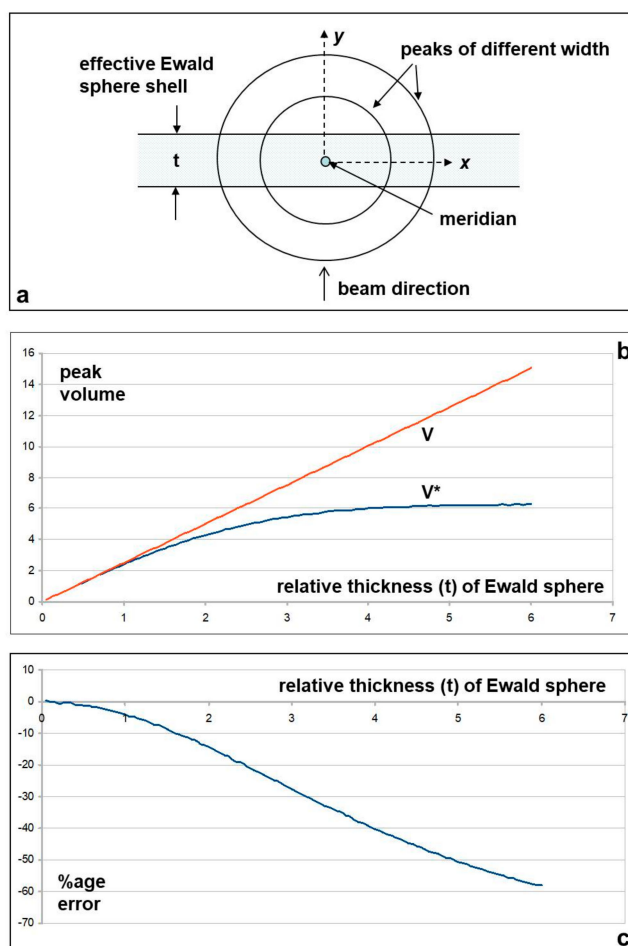 y
peaks of different width
effective Ewald
sphere shell
t
x
meridian
beam direction
a
b
16
14
12
10
8
6
4
2
0
peak
volume
V
V*
relative thickness (t) of Ewald sphere
0 1 2 3 4 5 6 7
10
0
-10
-20
-30
-40
-50
-60
-70
relative thickness (t) of Ewald sphere
0 1 2 3 4 5 6 7
%age
error
c